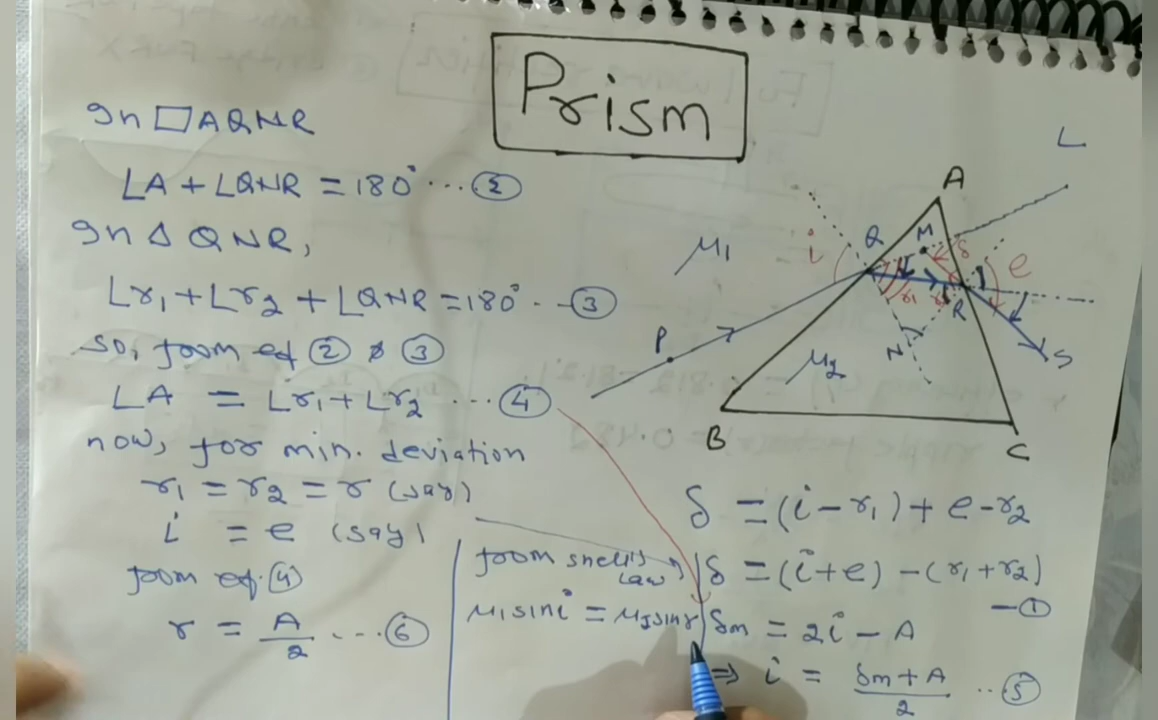 Prism
In □AQNR
∠A + ∠QNR = 180° ... ②
In Δ QNR,
∠r₁ + ∠r₂ + ∠QNR = 180° .. ③
so, from eq ② & ③
∠A = ∠r₁ + ∠r₂ ... ④
now, for min. deviation
r₁ = r₂ = r (say)
i = e (say)
from eq. ④
r = A/2 ... ⑥
from snell's law
μ₁sini = μ₂sinr
L
A
M
Q
δ
i
e
μ₁
r₁
R
P
N
S
μ₂
B
C
δ = (i-r₁) + e-r₂
δ = (i+e) - (r₁+r₂)
-①
δm = 2i - A
⇒ i = δm + A / 2 .. ⑤